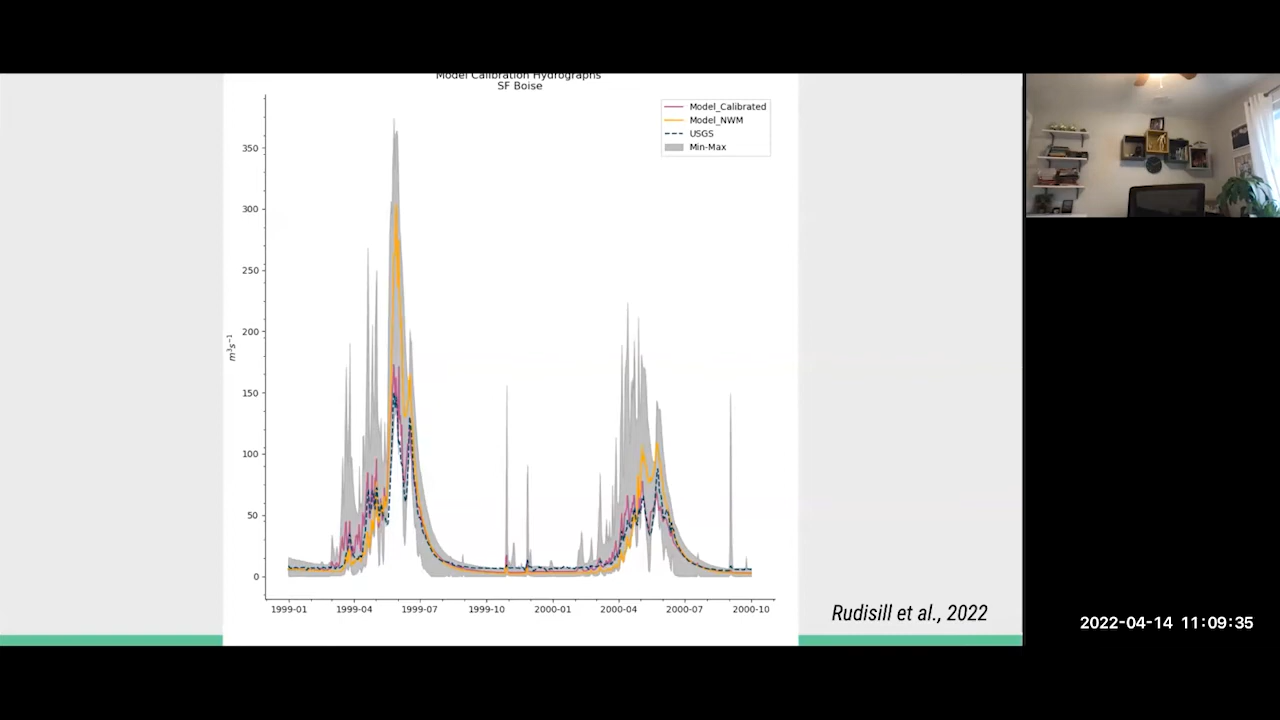 Model Calibration Hydrographs
SF Boise
Model_Calibrated
Model_NWM
USGS
Min-Max
350
300
250
200
150
100
50
0
m³s⁻¹
1999-01 1999-04 1999-07 1999-10 2000-01 2000-04 2000-07 2000-10
Rudisill et al., 2022
2022-04-14 11:09:35